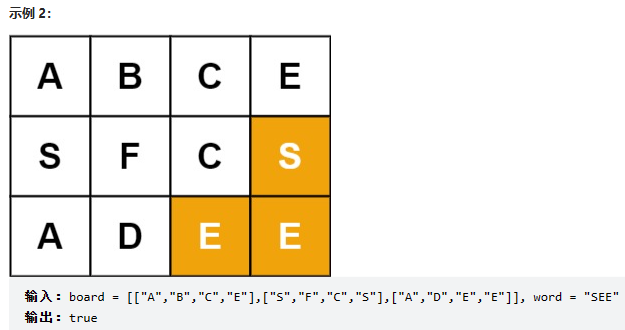 示例 2：
A B C E
S F C S
A D E E
输入：board = [["A","B","C","E"],["S","F","C","S"],["A","D","E","E"]], word = "SEE"
输出：true